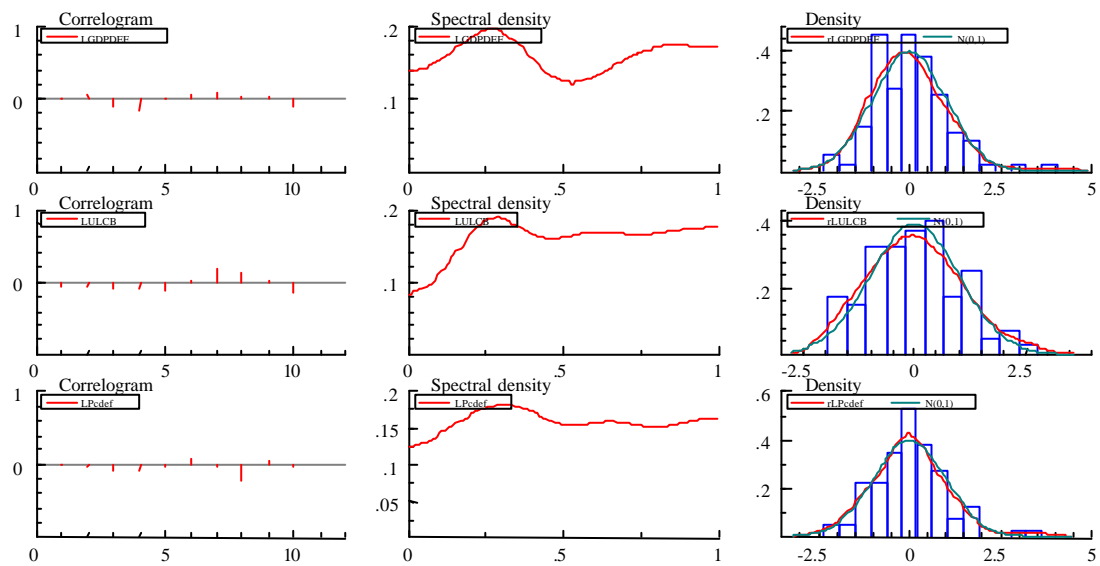 Correlogram Spectral density Density
1 LGDPDEF .2 LGDPDEF .4 rLGDPDEF N(0,1)
0 .1 .2
0 5 10 0 .5 1 -2.5 0 2.5 5
Correlogram Spectral density Density
1 LULCB .2 LULCB .4 rLULCB N(0,1)
0 .1 .2
0 5 10 0 .5 1 -2.5 0 2.5 5
Correlogram Spectral density Density
1 LPcdef .2 LPcdef .6 rLPcdef N(0,1)
.15 .4
0 .1 .2
.05
0 5 10 0 .5 1 -2.5 0 2.5 5